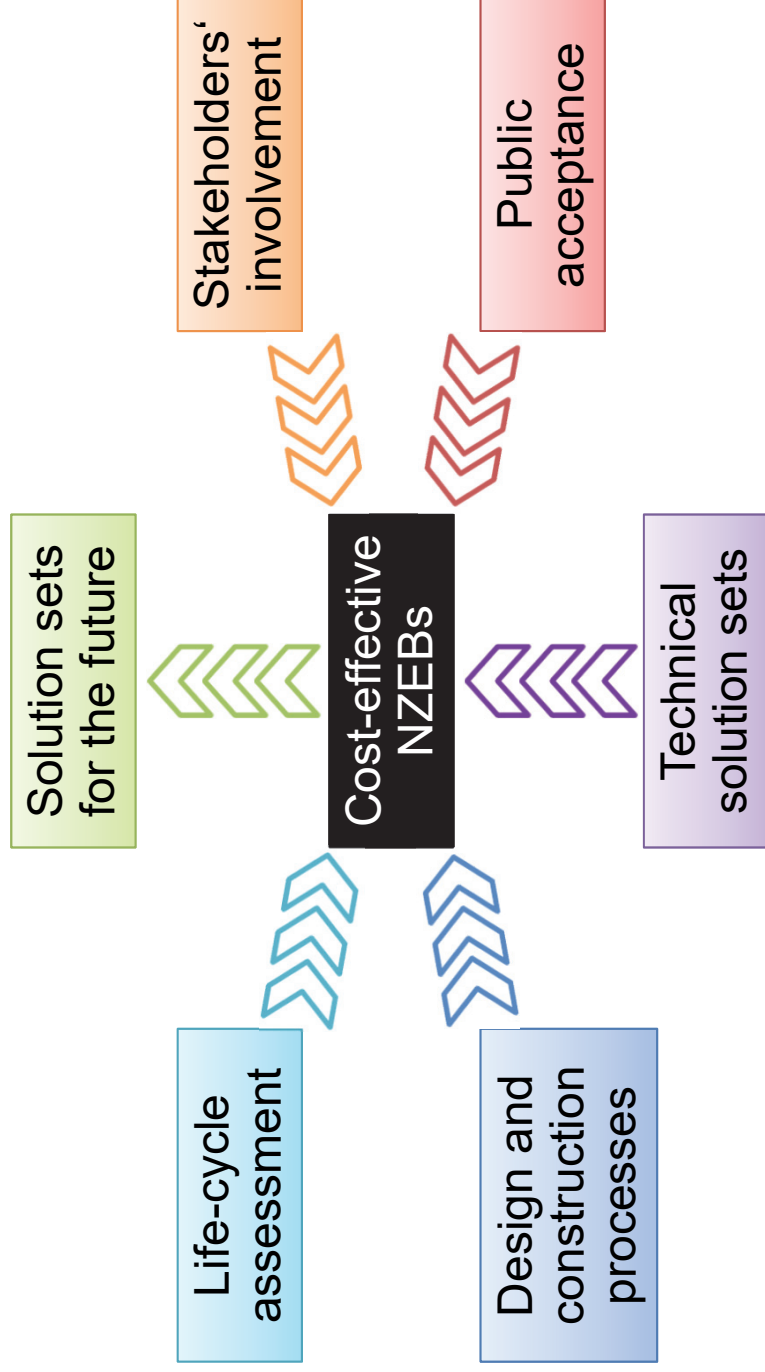 Solution sets
for the future
Life-cycle
assessment
Stakeholders‘
involvement
Cost-effective
NZEBs
Design and
construction
processes
Public
acceptance
Technical
solution sets